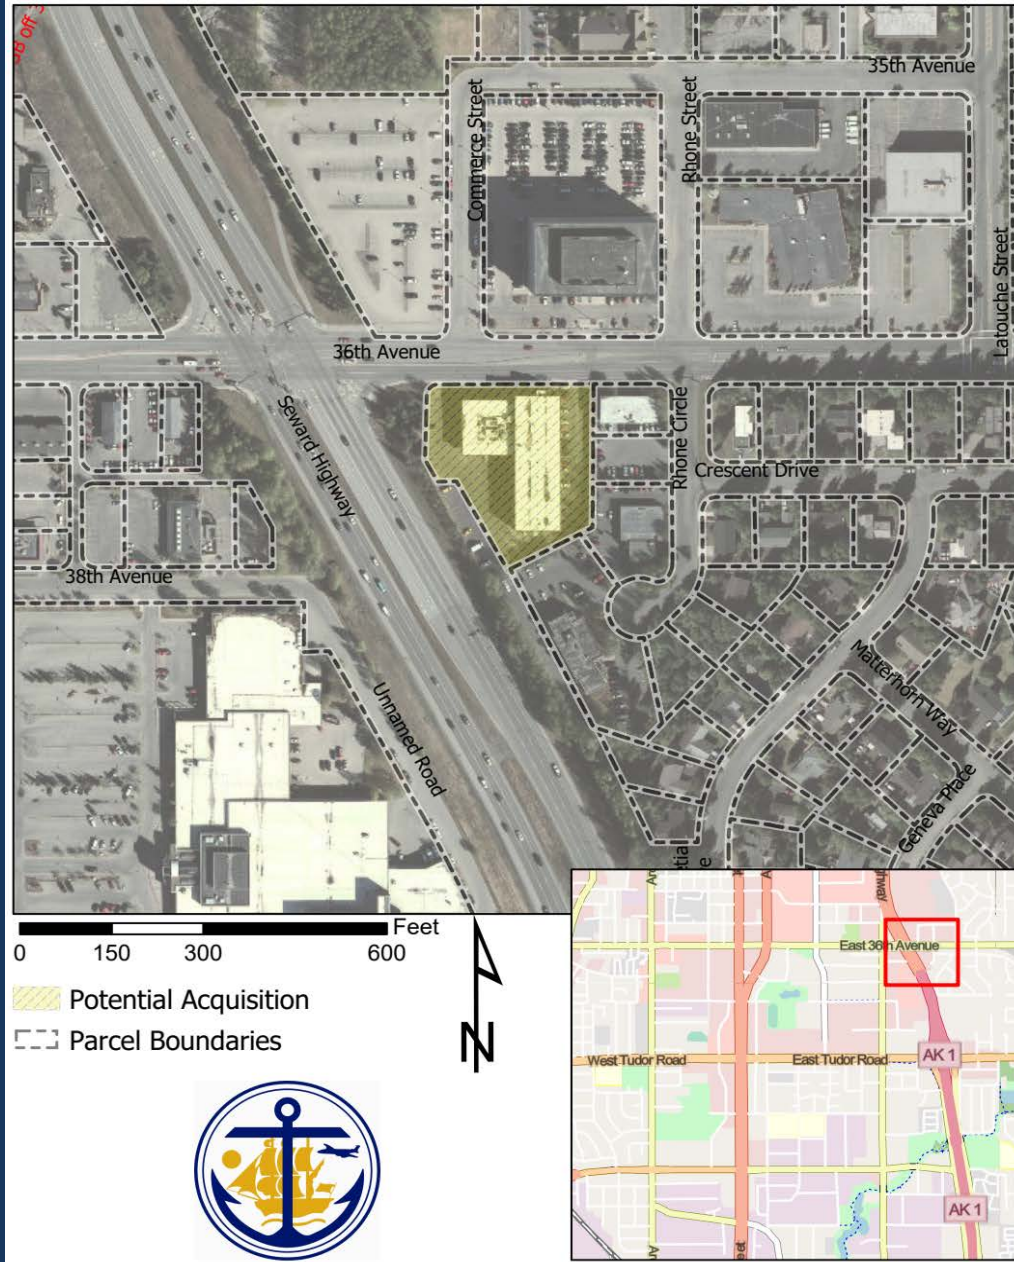 35th Avenue
Commerce Street
Rhone Street
Latouche Street
36th Avenue
Seward Highway
Rhone Circle
Crescent Drive
38th Avenue
Unnamed Road
Matterhorn Way
Geneva Place
0 150 300 600 Feet
Potential Acquisition
Parcel Boundaries
N
East 36th Avenue
West Tudor Road
East Tudor Road
AK 1
AK 1